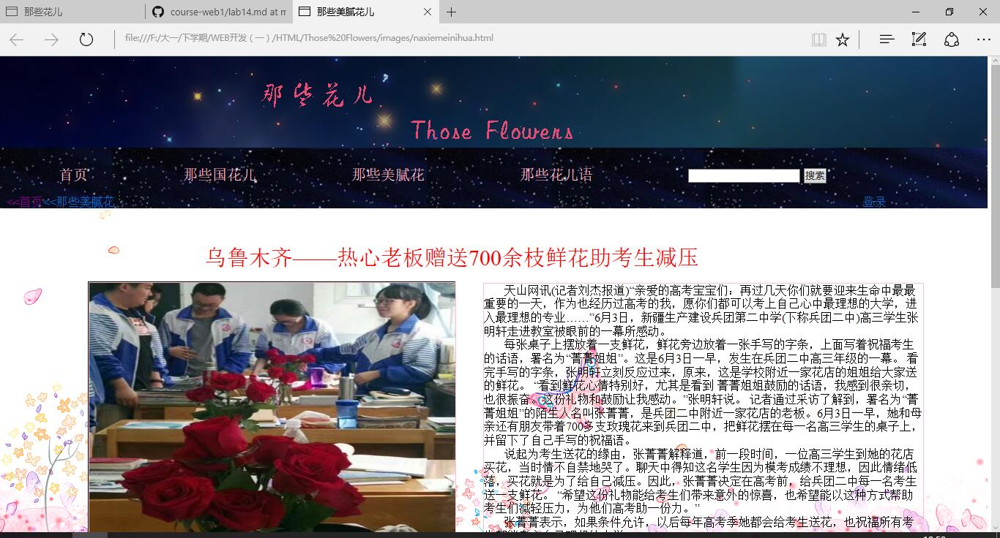 那些花儿
course-web1/lab14.md at m
那些美腻花儿
file:///F:/大一/下学期/WEB开发（一）/HTML/Those%20Flowers/images/naxiemeinihua.html
那些花儿
Those Flowers
首页
那些国花儿
那些美腻花
那些花儿语
搜索
<<首页<<那些美腻花
登录
乌鲁木齐——热心老板赠送700余枝鲜花助考生减压
天山网讯(记者刘杰报道)“亲爱的高考宝宝们：再过几天你们就要迎来生命中最最
重要的一天，作为也经历过高考的我，愿你们都可以考上自己心中最理想的大学，进
入最理想的专业……”6月3日，新疆生产建设兵团第二中学(下称兵团二中)高三学生张
明轩走进教室被眼前的一幕所感动。
每张桌子上摆放着一支鲜花，鲜花旁边放着一张手写的字条，上面写着祝福考生
的话语，署名为“菁菁姐姐”。这是6月3日一早，发生在兵团二中高三年级的一幕。 看
完手写的字条，张明轩立刻反应过来，原来，这是学校附近一家花店的姐姐给大家送
的鲜花。 “看到鲜花心情特别好，尤其是看到 菁菁姐姐鼓励的话语，我感到很亲切，
也很振奋。这份礼物和鼓励让我感动。”张明轩说。 记者通过采访了解到，署名为“菁
菁姐姐”的陌生人名叫张菁菁，是兵团二中附近一家花店的老板。6月3日一早，她和母
亲还有朋友带着700多支玫瑰花来到兵团二中，把鲜花摆在每一名高三学生的桌子上，
并留下了自己手写的祝福语。
说起为考生送花的缘由，张菁菁解释道，前一段时间，一位高三学生到她的花店
买花，当时情不自禁地哭了。聊天中得知这名学生因为模考成绩不理想，因此情绪低
落，买花就是为了给自己减压。因此，张菁菁决定在高考前，给兵团二中每一名考生
送一支鲜花。 “希望这份礼物能给考生们带来意外的惊喜，也希望能以这种方式帮助
考生们减轻压力，为他们高考助一份力。”
张菁菁表示，如果条件允许，以后每年高考季她都会给考生送花，也祝福所有考